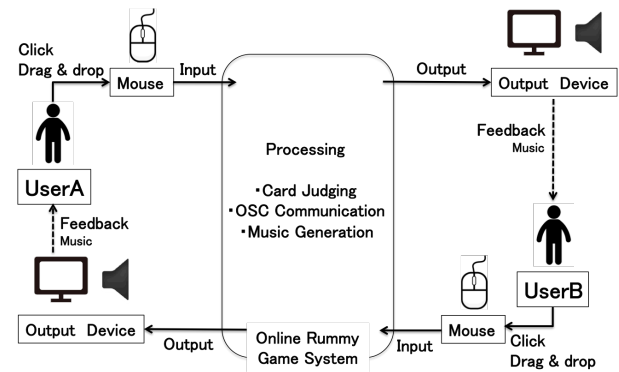 Click
Drag & drop
Mouse
Input
UserA
Feedback
Music
Output Device
Output
Processing
・Card Judging
・OSC Communication
・Music Generation
Online Rummy
Game System
Output
Output Device
Feedback
Music
UserB
Click
Drag & drop
Mouse
Input